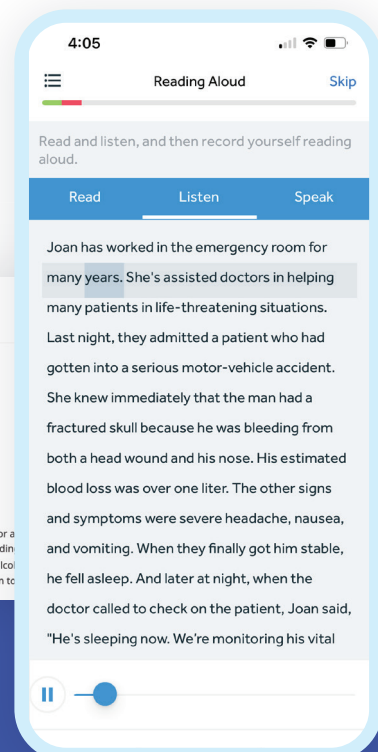 4:05
Reading Aloud
Skip
Read and listen, and then record yourself reading
aloud.
Read
Listen
Speak
Joan has worked in the emergency room for
many years. She's assisted doctors in helping
many patients in life-threatening situations.
Last night, they admitted a patient who had
gotten into a serious motor-vehicle accident.
She knew immediately that the man had a
fractured skull because he was bleeding from
both a head wound and his nose. His estimated
blood loss was over one liter. The other signs
and symptoms were severe headache, nausea,
and vomiting. When they finally got him stable,
he fell asleep. And later at night, when the
doctor called to check on the patient, Joan said,
"He's sleeping now. We're monitoring his vital